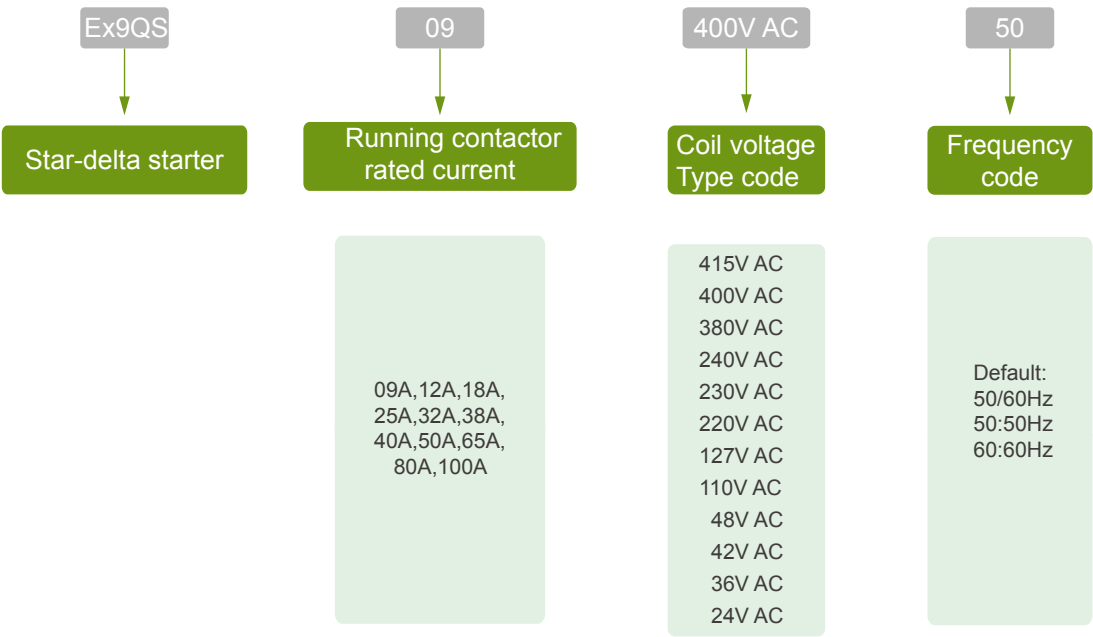 Ex9QS
09
400V AC
50
Star-delta starter
Running contactor
rated current
Coil voltage
Type code
Frequency
code
09A,12A,18A,
25A,32A,38A,
40A,50A,65A,
80A,100A
415V AC
400V AC
380V AC
240V AC
230V AC
220V AC
127V AC
110V AC
48V AC
42V AC
36V AC
24V AC
Default:
50/60Hz
50:50Hz
60:60Hz